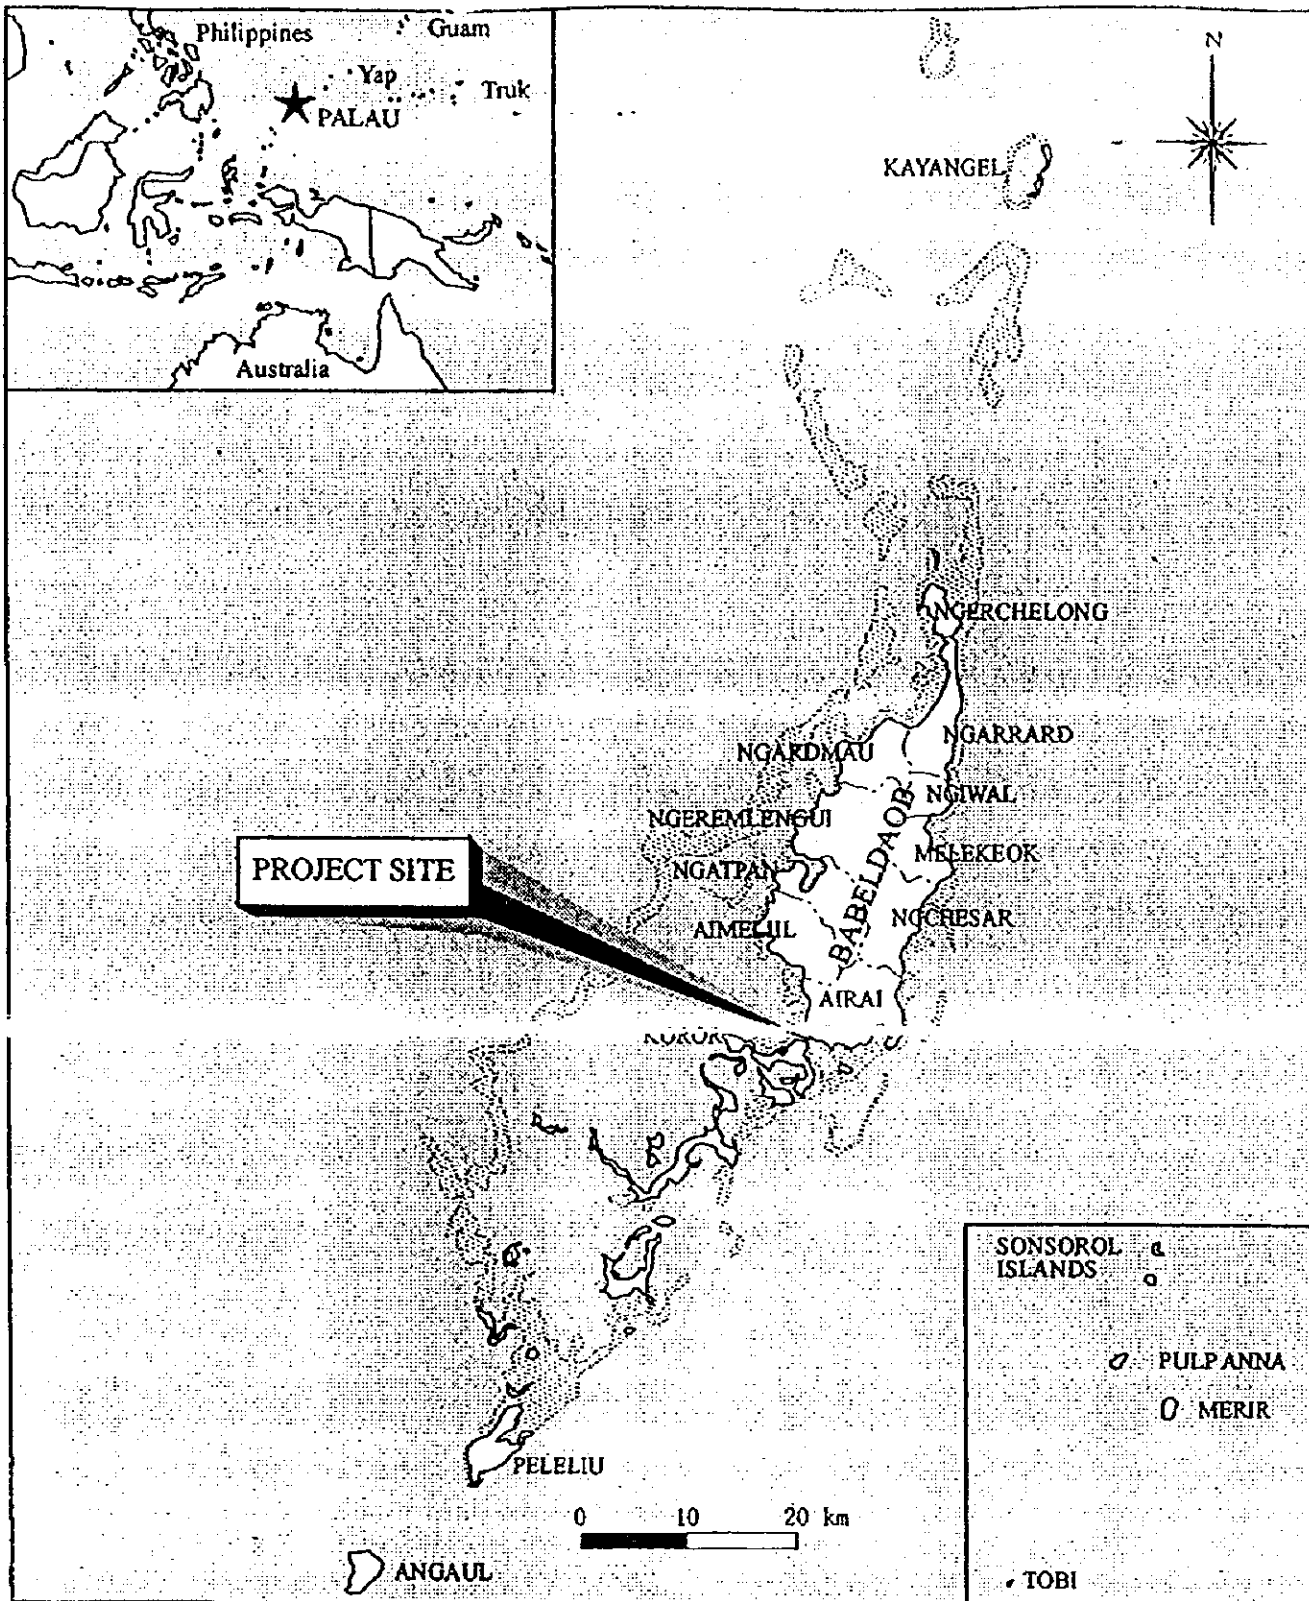 Philippines
Guam
Yap
Truk
PALAU
Australia
N
KAYANGEL
NGERCHELONG
NGARRARD
NGARDMAU
NGIWAL
NGEREMLENGUI
BABELDAOB
MELEKEOK
PROJECT SITE
NGATPAN
NGCHESAR
AIMELIIL
AIRAI
KOROR
SONSOROL
ISLANDS
PULP ANNA
MERIR
PELELIU
0 10 20 km
ANGAUL
TOBI